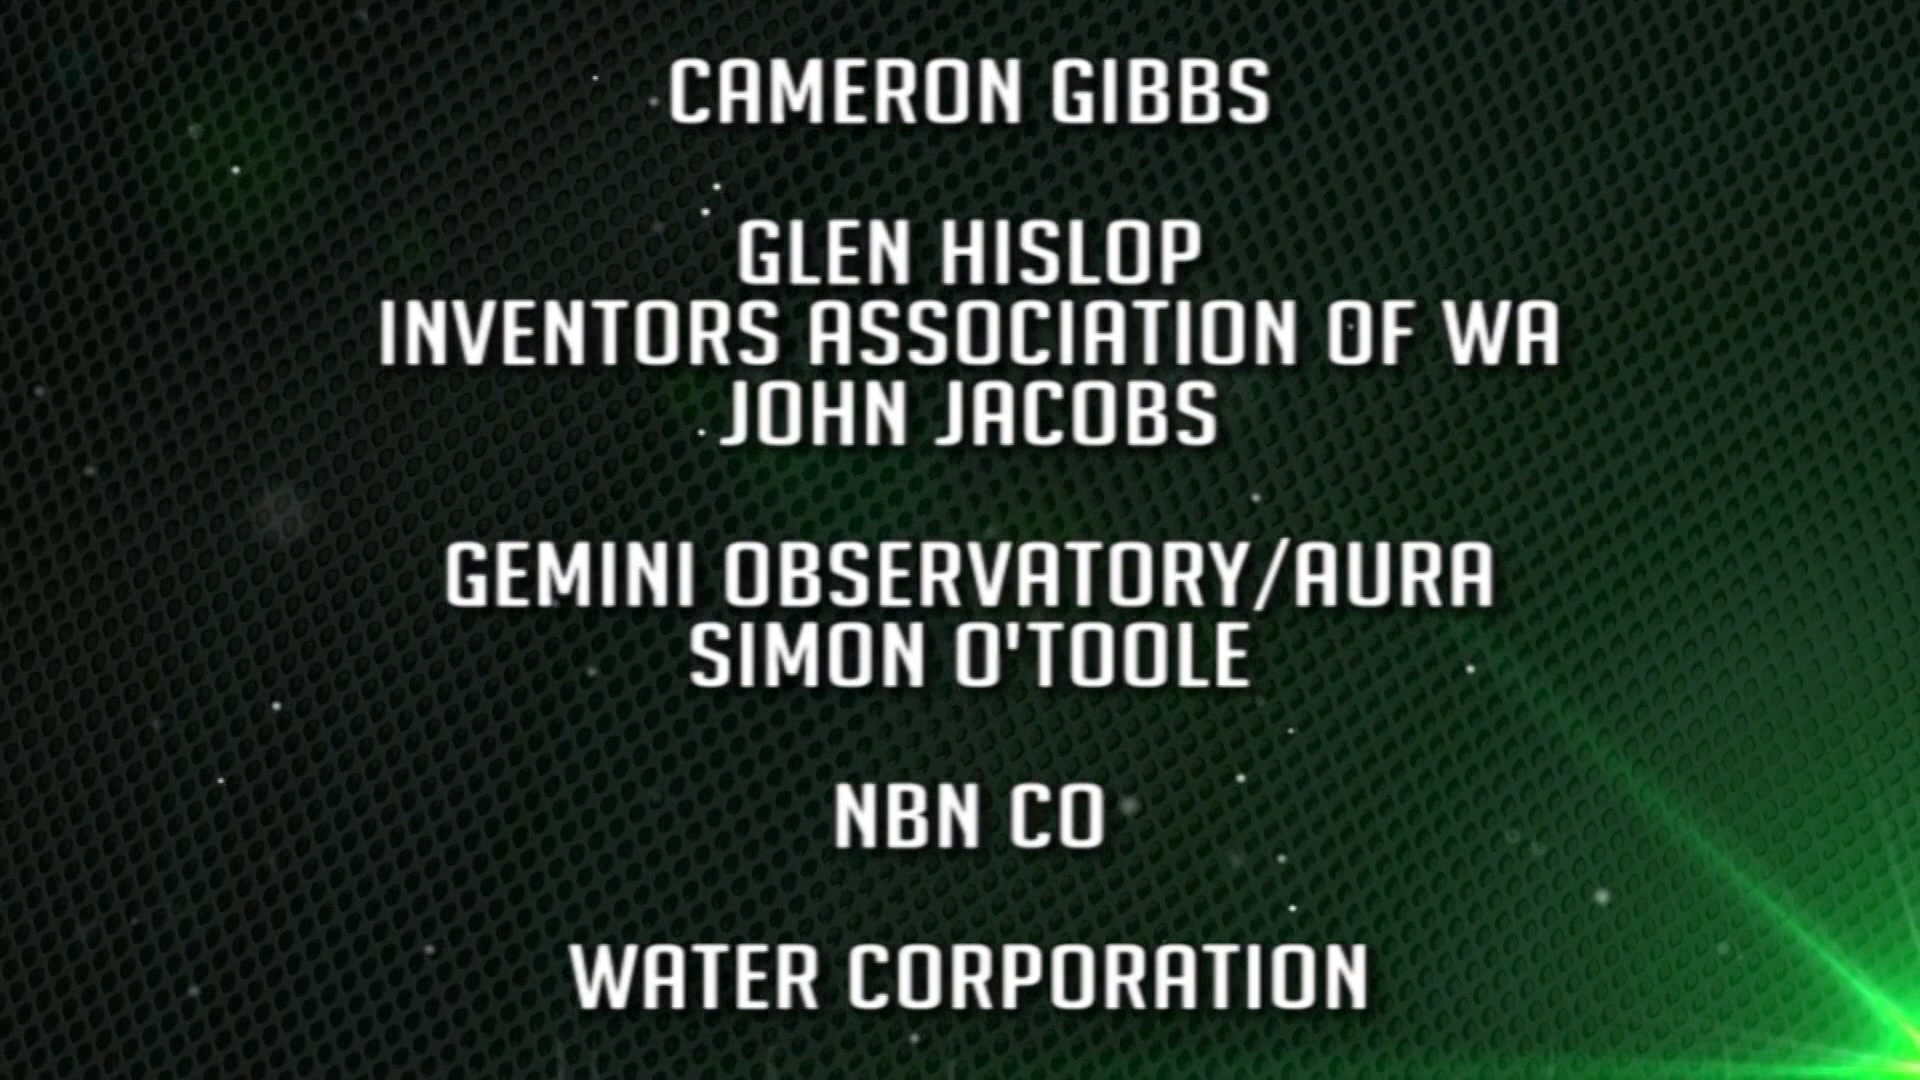 CAMERON GIBBS
GLEN HISLOP
INVENTORS ASSOCIATION OF WA
JOHN JACOBS
GEMINI OBSERVATORY/AURA
SIMON O'TOOLE
NBN CO
WATER CORPORATION